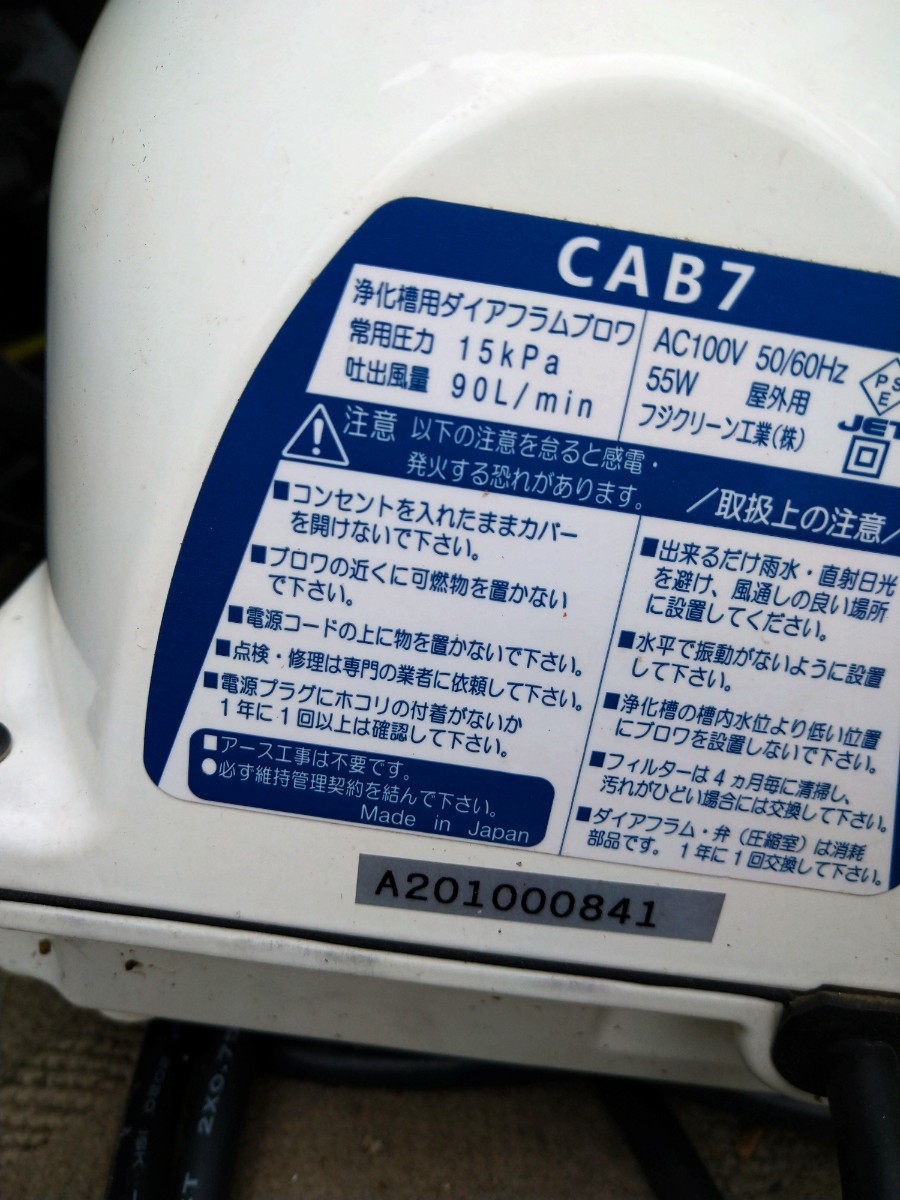 CAB7
浄化槽用ダイアフラムブロワ
常用圧力 15kPa
吐出風量 90L/min
AC100V 50/60Hz
55W 屋外用
フジクリーン工業(株)
PSE
JET
注意 以下の注意を怠ると感電・
発火する恐れがあります。
■コンセントを入れたままカバー
を開けないで下さい。
■ブロワの近くに可燃物を置かない
で下さい。
■電源コードの上に物を置かないで下さい。
■点検・修理は専門の業者に依頼して下さい。
■電源プラグにホコリの付着がないか
1年に1回以上は確認して下さい。
■アース工事は不要です。
●必ず維持管理契約を結んで下さい。
Made in Japan
/取扱上の注意/
■出来るだけ雨水・直射日光
を避け、風通しの良い場所
に設置してください。
■水平で振動がないように設置
して下さい。
■浄化槽の槽内水位より低い位置
にブロワを設置しないで下さい。
■フィルターは4ヵ月毎に清掃し、
汚れがひどい場合には交換して下さい。
■ダイアフラム・弁（圧縮室）は消耗
部品です。1年に1回交換して下さい。
A201000841
2X0.75